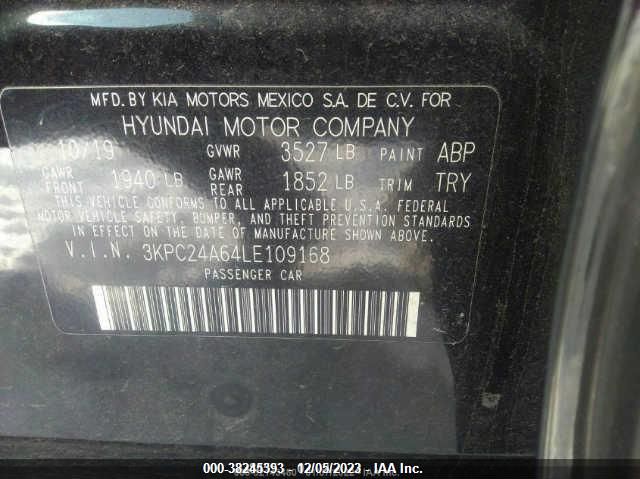 MFD. BY KIA MOTORS MEXICO S.A. DE C.V. FOR
HYUNDAI MOTOR COMPANY
10/19 GVWR 3527 LB PAINT ABP
GAWR FRONT 1940 LB GAWR REAR 1852 LB TRIM TRY
THIS VEHICLE CONFORMS TO ALL APPLICABLE U.S.A. FEDERAL
MOTOR VEHICLE SAFETY, BUMPER, AND THEFT PREVENTION STANDARDS
IN EFFECT ON THE DATE OF MANUFACTURE SHOWN ABOVE.
V.I.N. 3KPC24A64LE109168
PASSENGER CAR
000-38245593 - 12/05/2023 - IAA Inc.